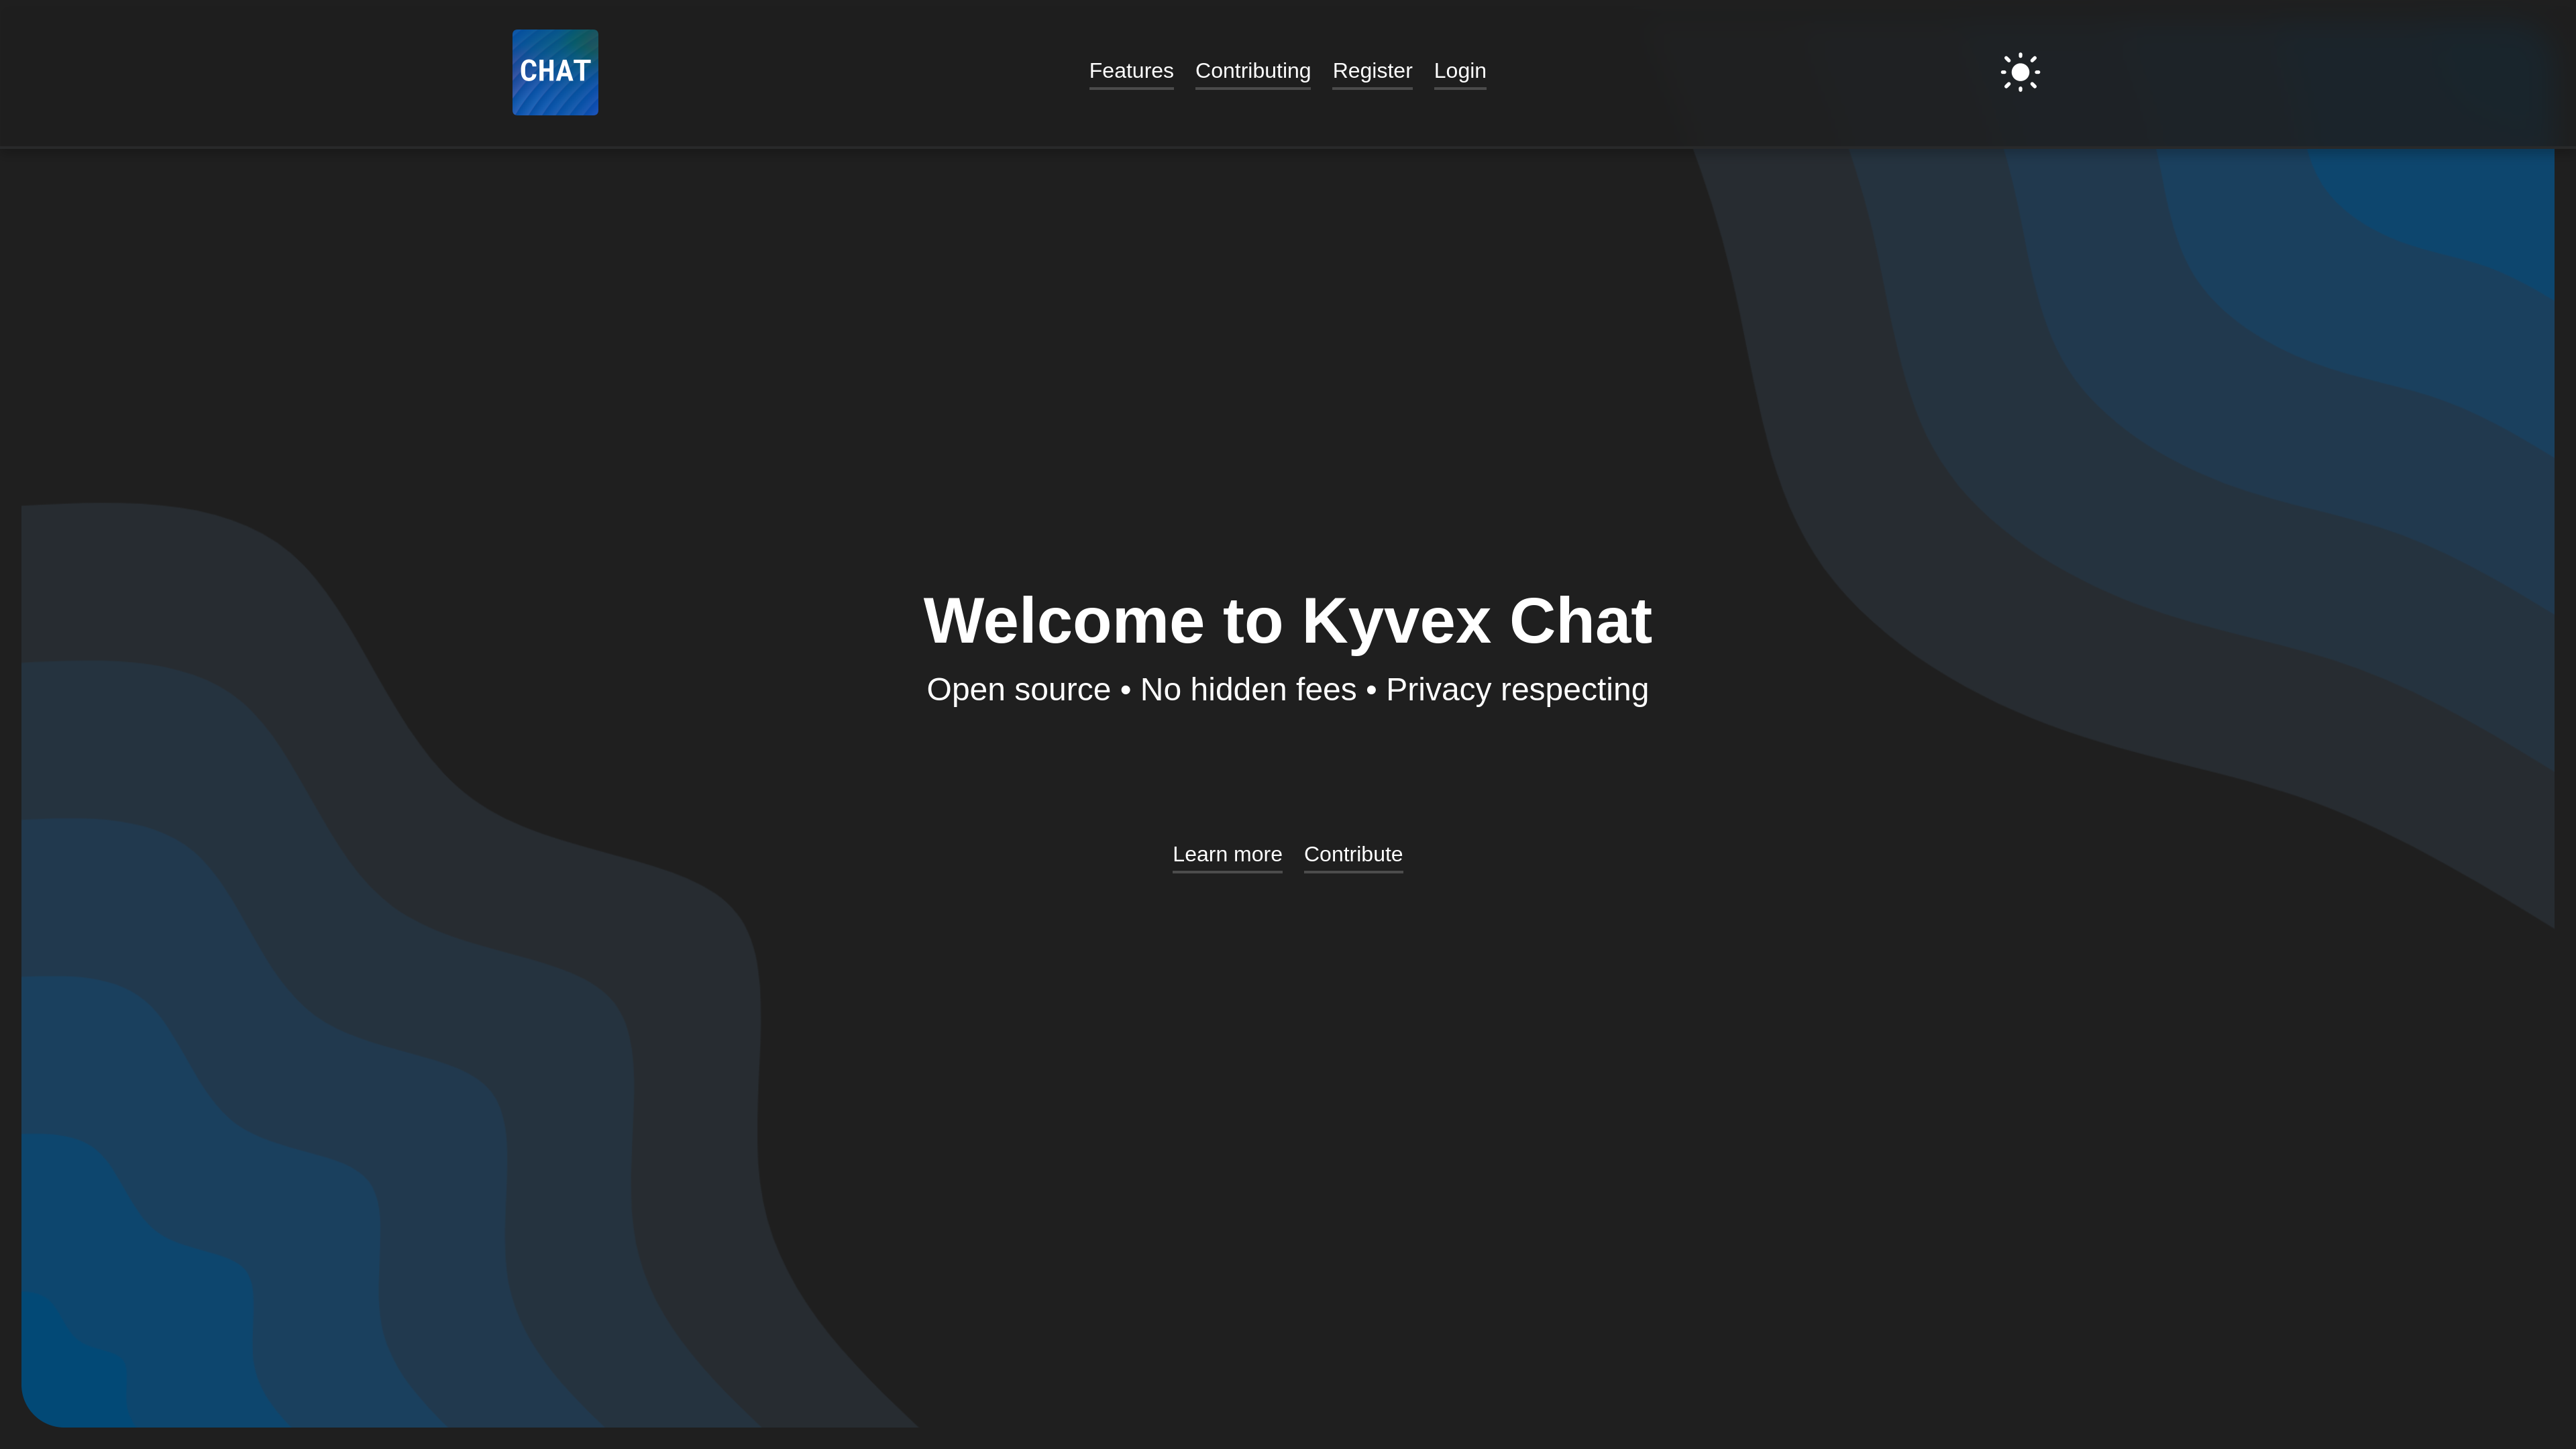 CHAT
Features Contributing Register Login
Welcome to Kyvex Chat
Open source • No hidden fees • Privacy respecting
Learn more Contribute